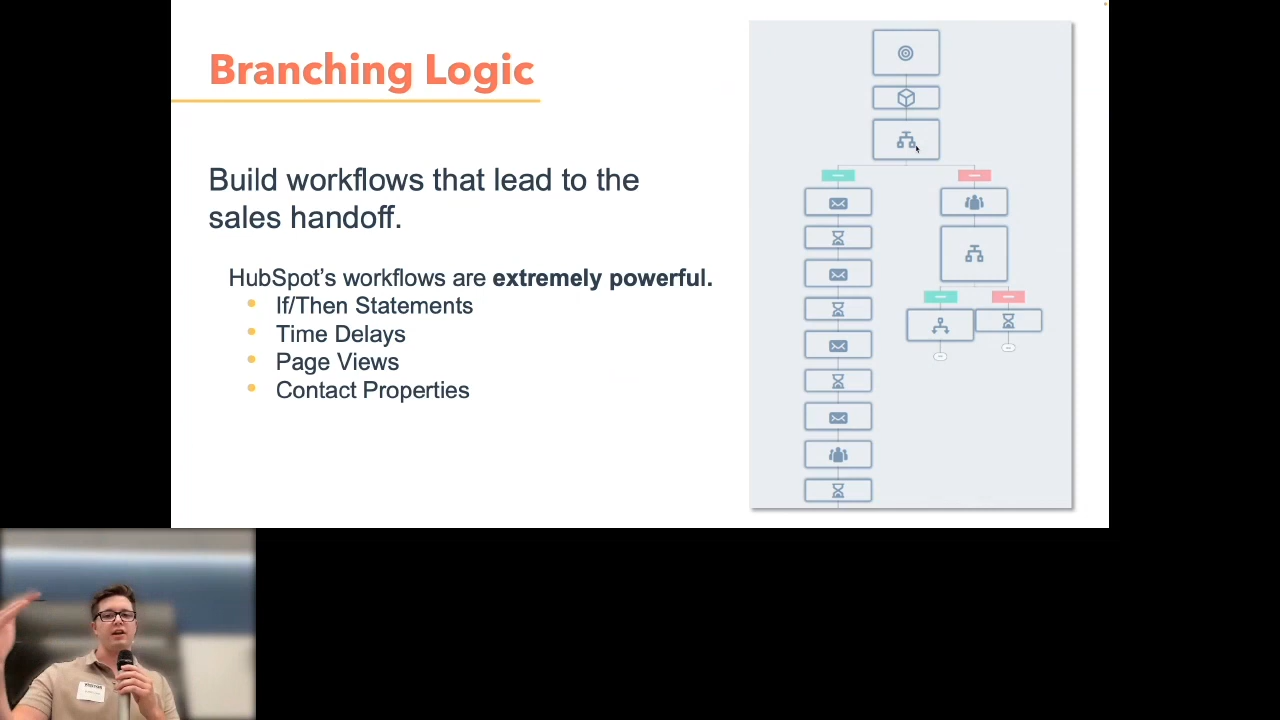 Branching Logic
Build workflows that lead to the
sales handoff.
HubSpot's workflows are extremely powerful.
If/Then Statements
Time Delays
Page Views
Contact Properties